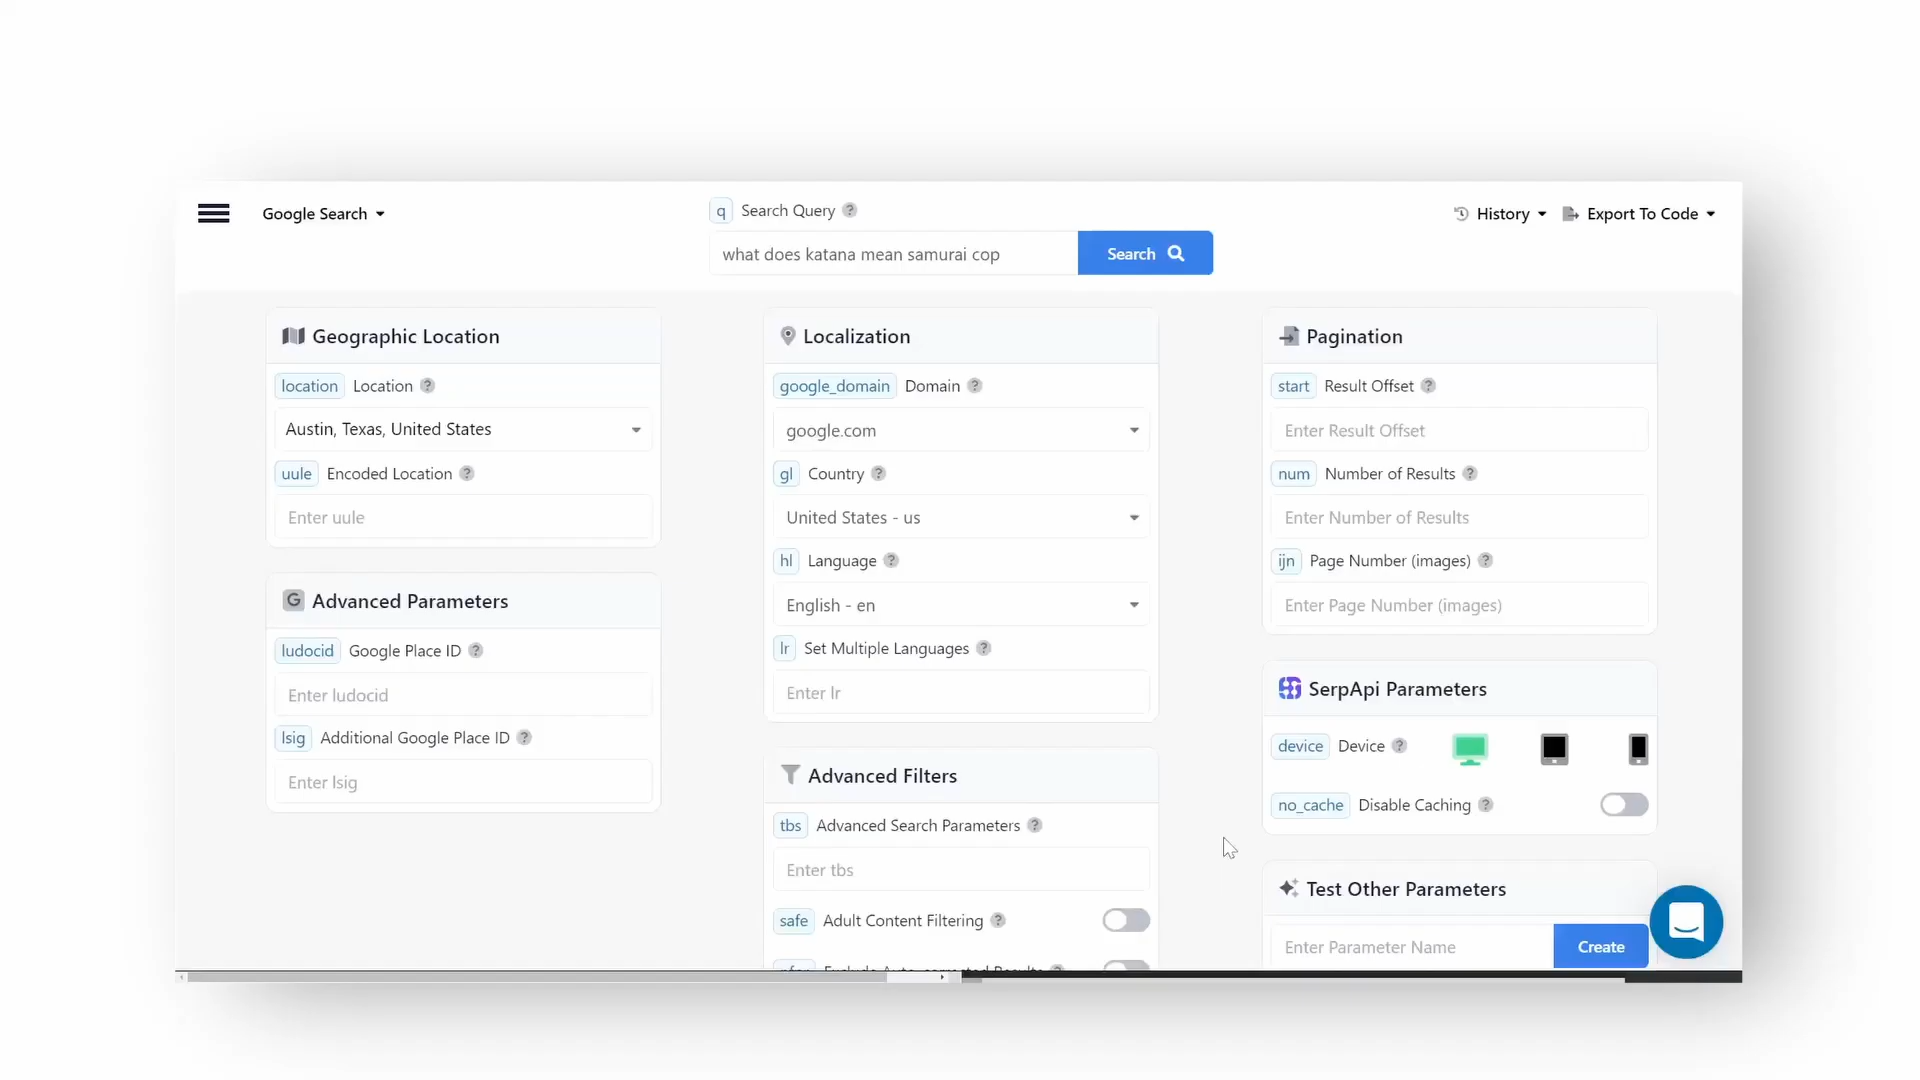 Google Search
q Search Query
what does katana mean samurai cop
Search
History
Export To Code
Geographic Location
location Location
Austin, Texas, United States
uule Encoded Location
Enter uule
Advanced Parameters
ludocid Google Place ID
Enter ludocid
lsig Additional Google Place ID
Enter lsig
Localization
google_domain Domain
google.com
gl Country
United States - us
hl Language
English - en
lr Set Multiple Languages
Enter lr
Advanced Filters
tbs Advanced Search Parameters
Enter tbs
safe Adult Content Filtering
Exclude Auto-corrected Results
Pagination
start Result Offset
Enter Result Offset
num Number of Results
Enter Number of Results
ijn Page Number (images)
Enter Page Number (images)
SerpApi Parameters
device Device
no_cache Disable Caching
Test Other Parameters
Enter Parameter Name
Create